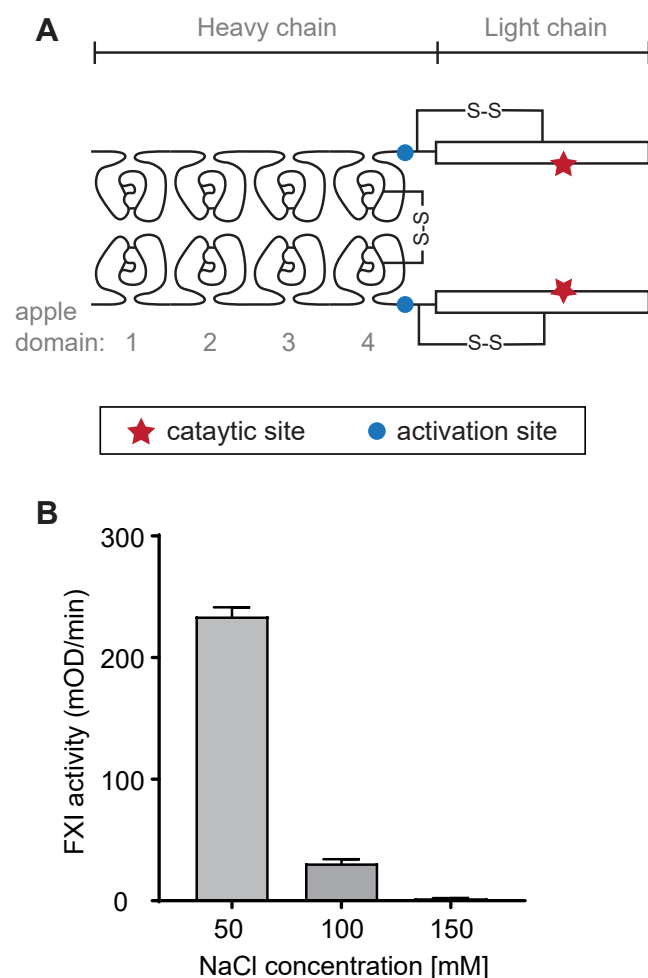 A
Heavy chain Light chain
S-S
S-S
apple
domain: 1 2 3 4
S-S
cataytic site activation site
B
300
200
100
0
FXI activity (mOD/min)
50 100 150
NaCl concentration [mM]